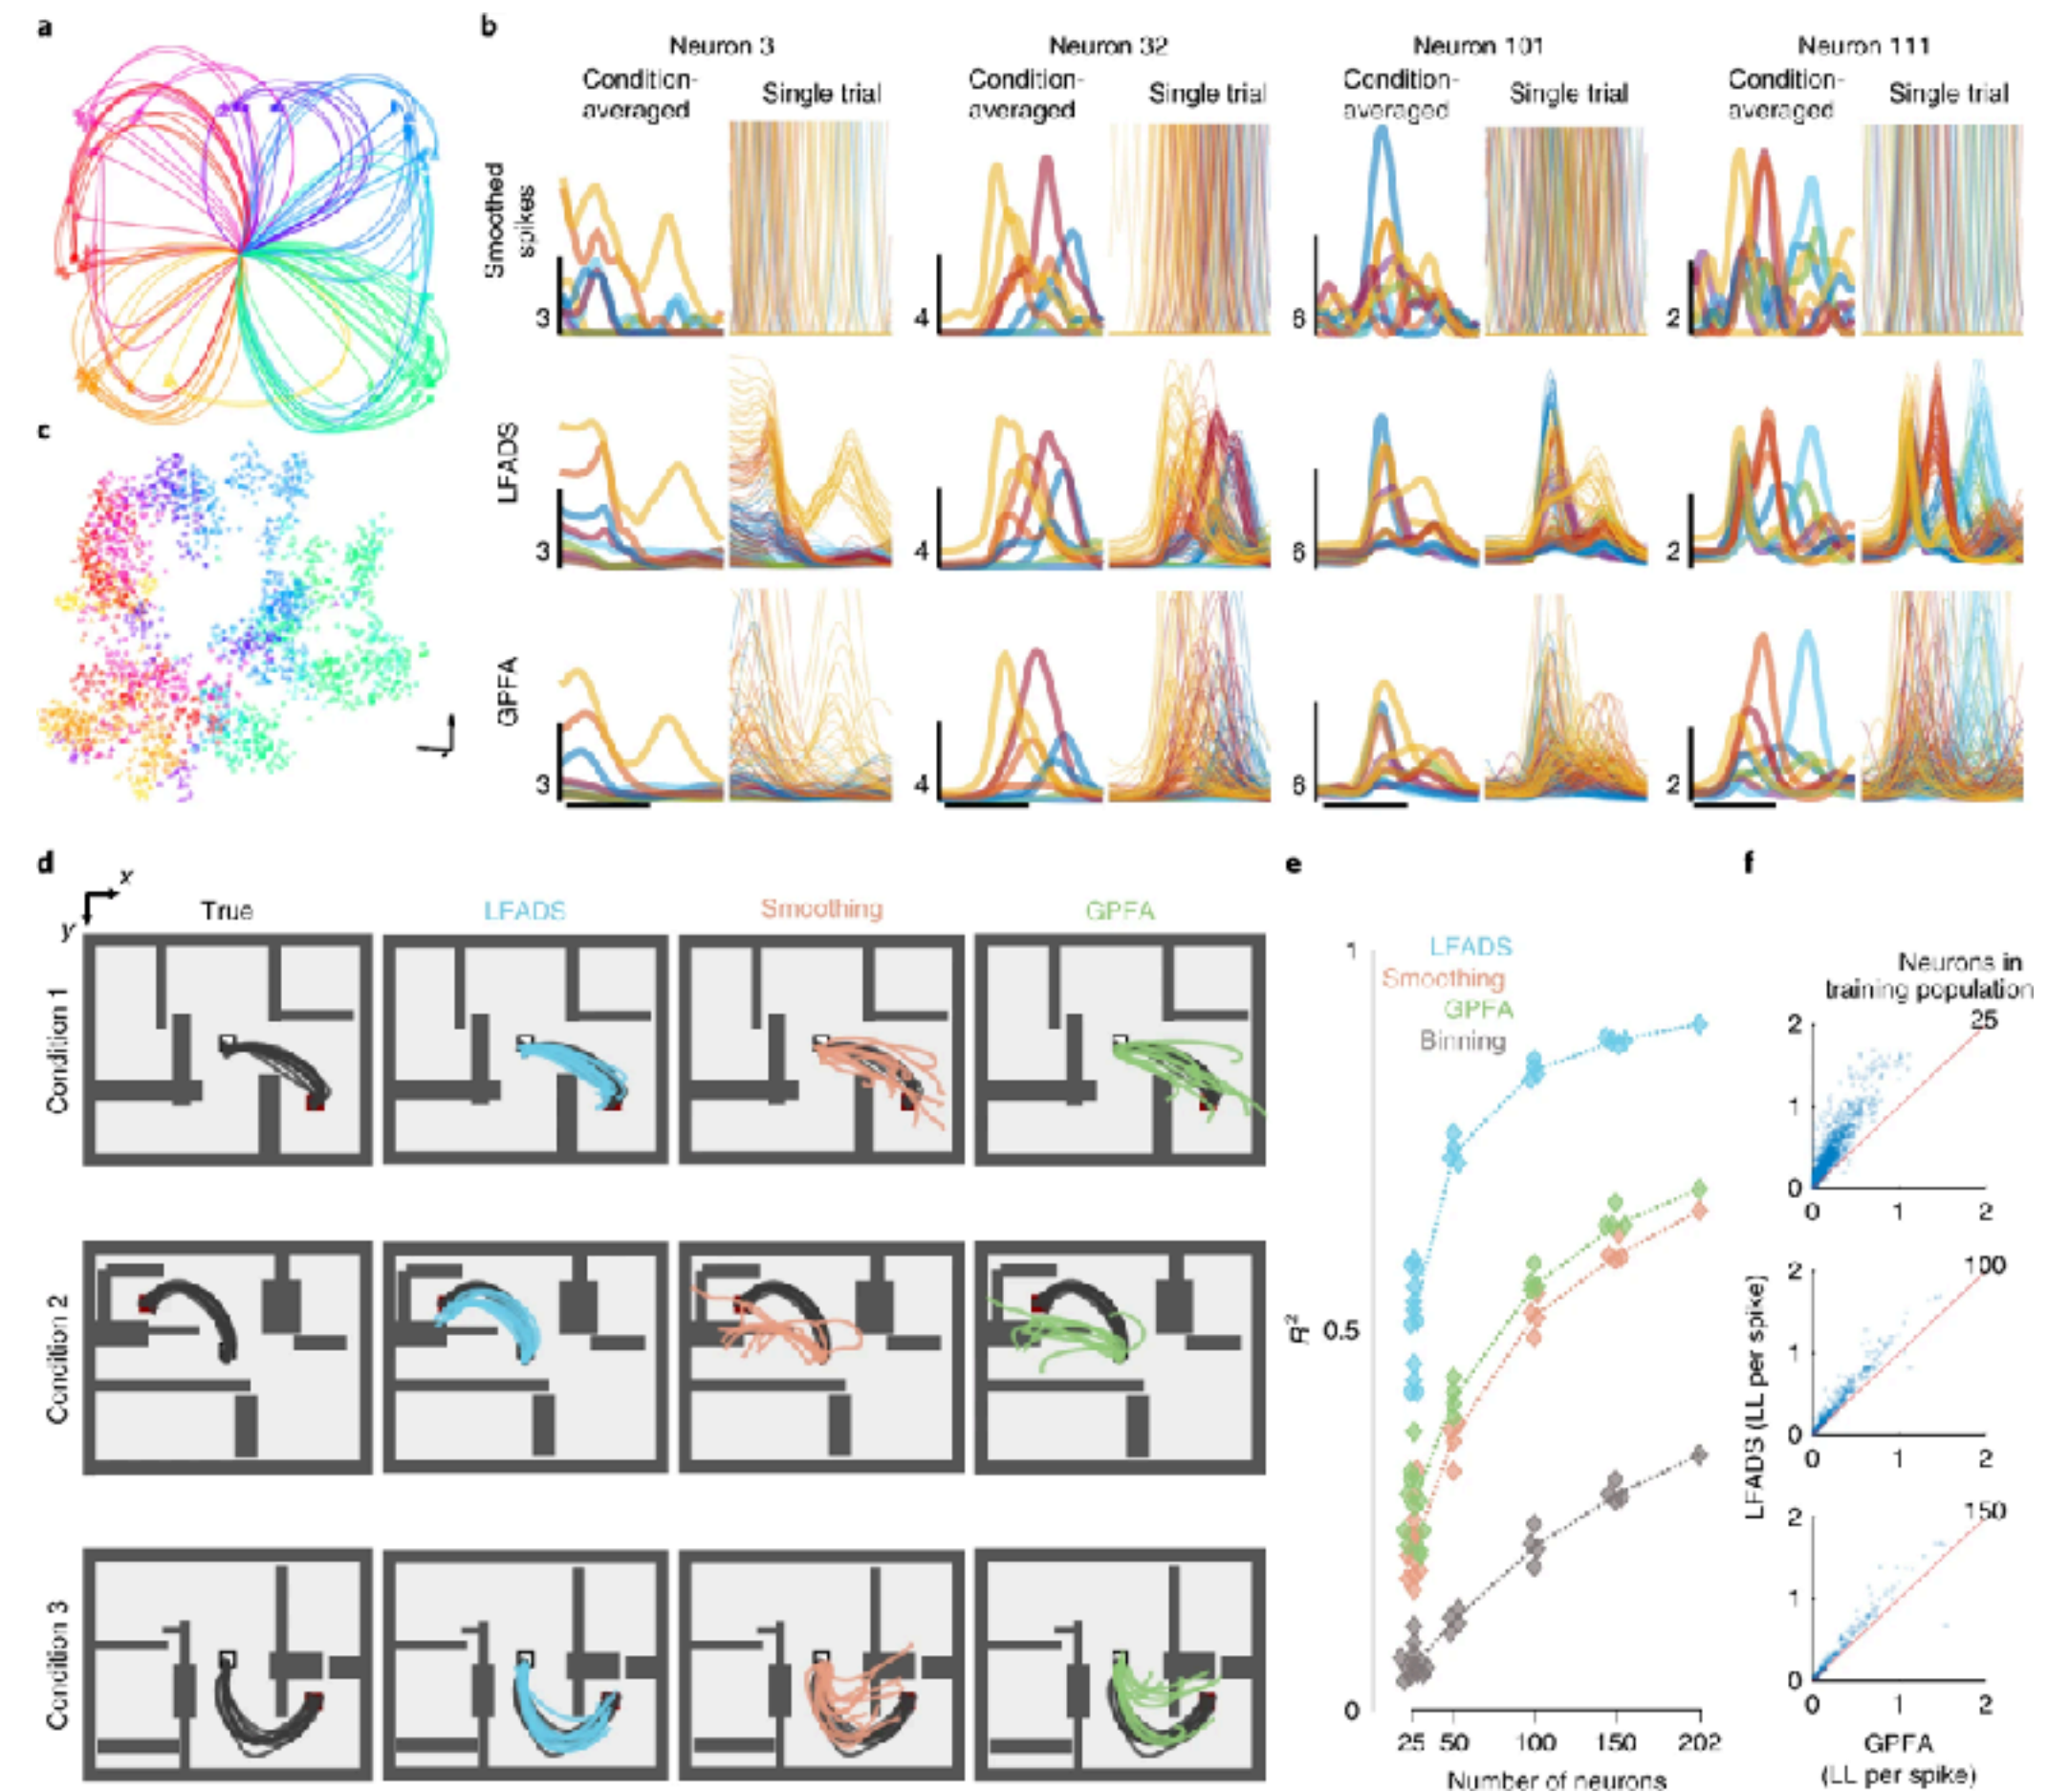 a
b
Neuron 3
Neuron 32
Neuron 101
Neuron 111
Condition-
averaged
Single trial
Condition-
averaged
Single trial
Condition-
averaged
Single trial
Condition-
averaged
Single trial
Smoothed
spikes
3
4
6
2
c
LFADS
3
4
6
2
GPFA
3
4
6
2
d
x
y
True
LFADS
Smoothing
GPFA
Condition 1
Condition 2
Condition 3
e
1
LFADS
Smoothing
GPFA
Binning
R²
0.5
0
25 50 100 150 202
Number of neurons
f
Neurons in
training population
25
2
1
0
0 1 2
100
2
1
0
0 1 2
LFADS (LL per spike)
150
2
1
0
0 1 2
GPFA
(LL per spike)